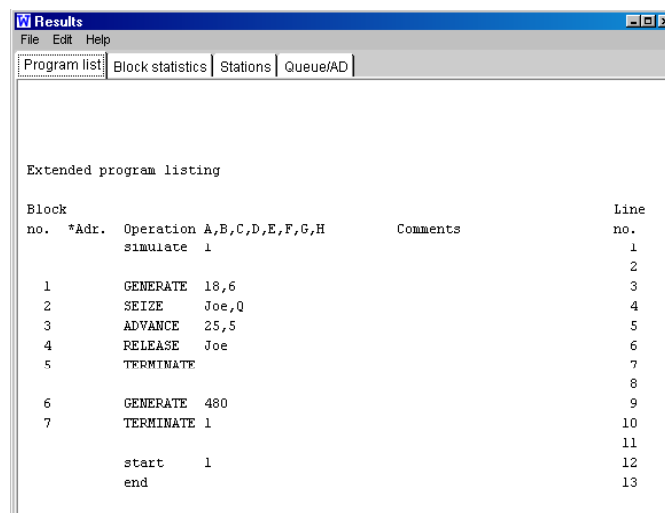 Results
File Edit Help
Program list Block statistics Stations Queue/AD
Extended program listing
Block Line
no. *Adr. Operation A,B,C,D,E,F,G,H Comments no.
simulate 1 1
2
1 GENERATE 18,6 3
2 SEIZE Joe,Q 4
3 ADVANCE 25,5 5
4 RELEASE Joe 6
5 TERMINATE 7
8
6 GENERATE 480 9
7 TERMINATE 1 10
11
start 1 12
end 13